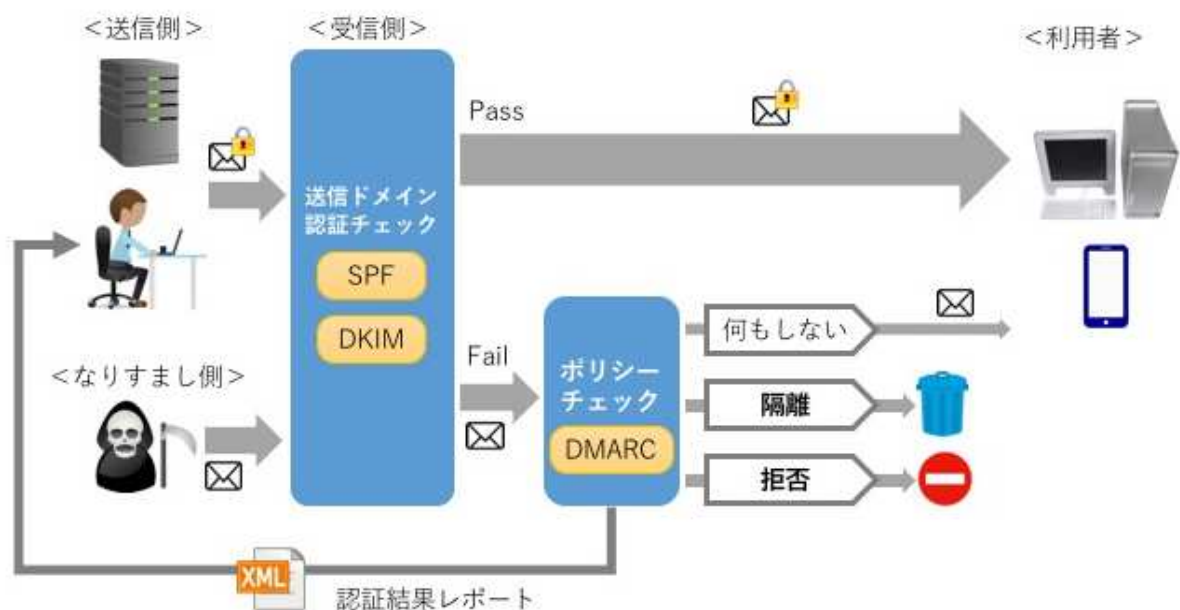 ＜送信側＞
＜受信側＞
＜利用者＞
Pass
送信ドメイン
認証チェック
SPF
DKIM
＜なりすまし側＞
Fail
ポリシー
チェック
DMARC
何もしない
隔離
拒否
XML
認証結果レポート